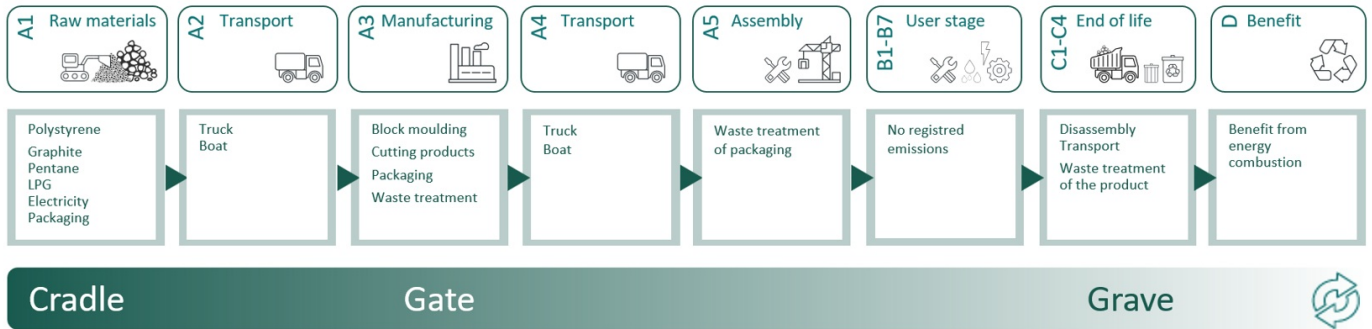 A1 Raw materials
A2 Transport
A3 Manufacturing
A4 Transport
A5 Assembly
B1-B7 User stage
C1-C4 End of life
D Benefit
Polystyrene
Graphite
Pentane
LPG
Electricity
Packaging
Truck
Boat
Block moulding
Cutting products
Packaging
Waste treatment
Truck
Boat
Waste treatment
of packaging
No registred
emissions
Disassembly
Transport
Waste treatment
of the product
Benefit from
energy
combustion
Cradle
Gate
Grave